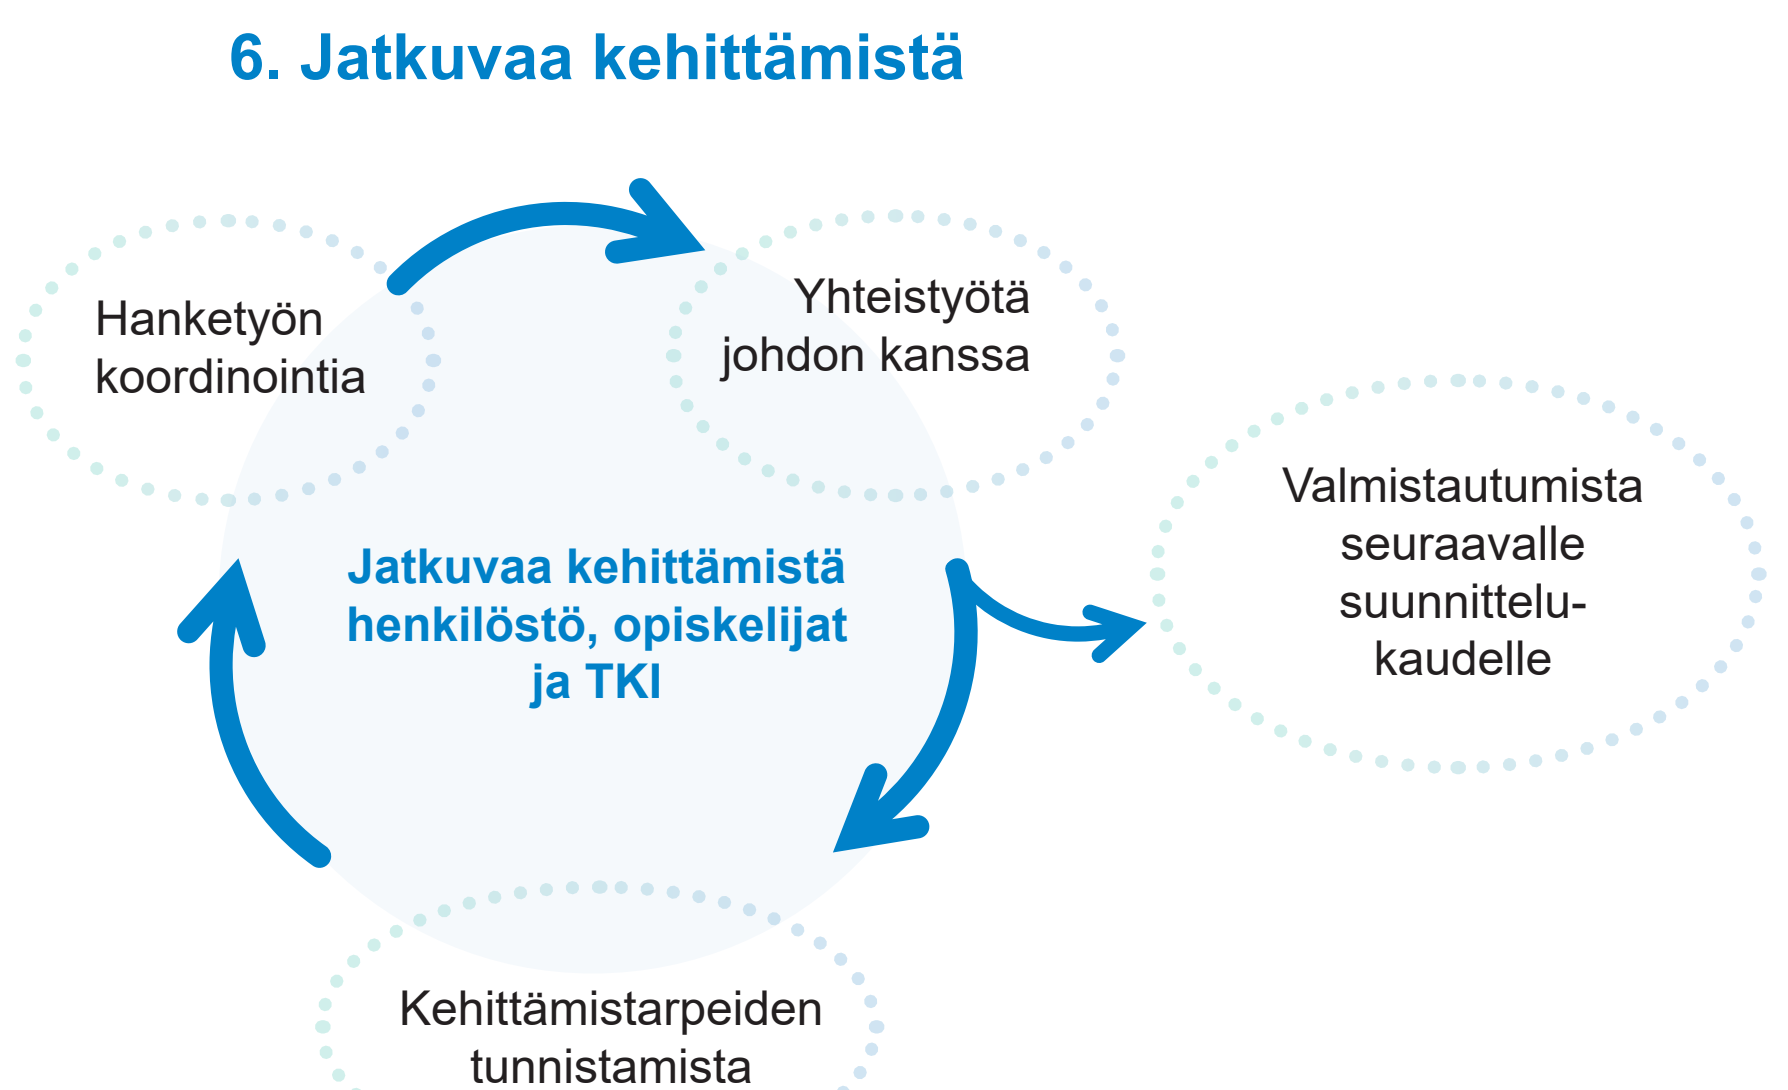 6. Jatkuvaa kehittämistä
Hanketyön
koordinointia
Yhteistyötä
johdon kanssa
Valmistautumista
seuraavalle
suunnittelu-
kaudelle
Jatkuvaa kehittämistä
henkilöstö, opiskelijat
ja TKI
Kehittämistarpeiden
tunnistamista